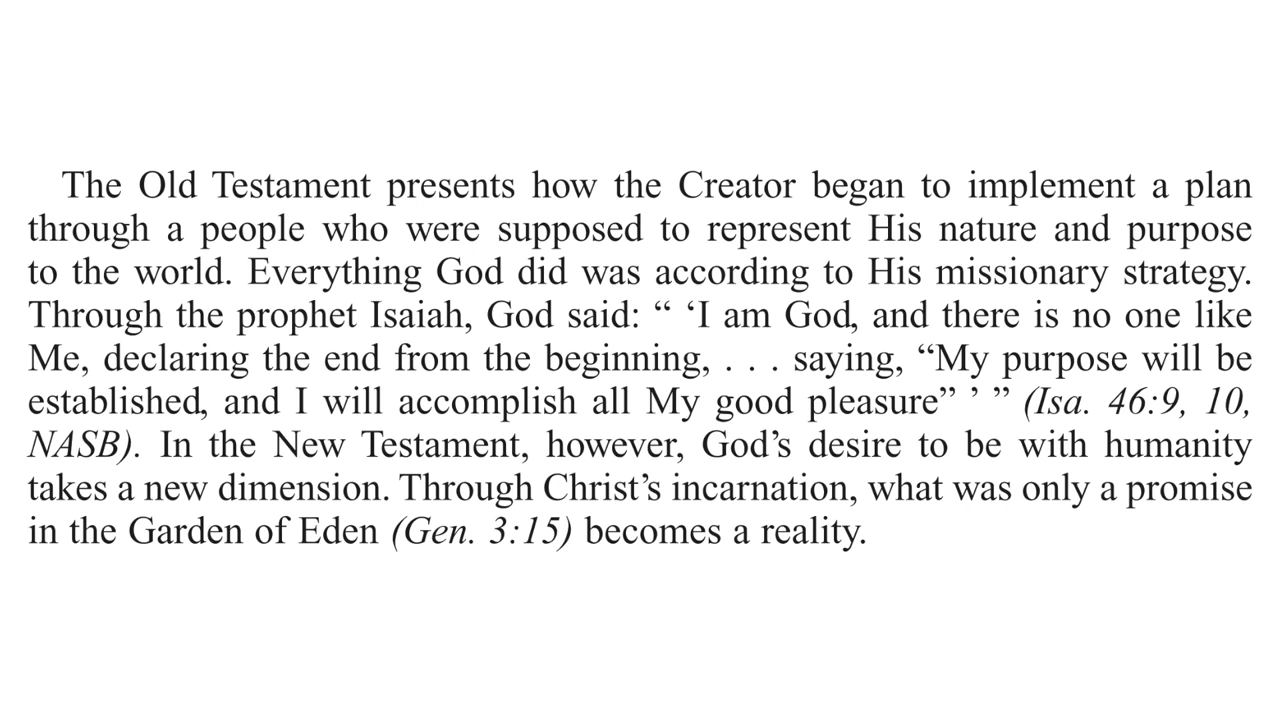 The Old Testament presents how the Creator began to implement a plan
through a people who were supposed to represent His nature and purpose
to the world. Everything God did was according to His missionary strategy.
Through the prophet Isaiah, God said: “ ‘I am God, and there is no one like
Me, declaring the end from the beginning, . . . saying, “My purpose will be
established, and I will accomplish all My good pleasure” ’ ” (Isa. 46:9, 10,
NASB). In the New Testament, however, God’s desire to be with humanity
takes a new dimension. Through Christ’s incarnation, what was only a promise
in the Garden of Eden (Gen. 3:15) becomes a reality.